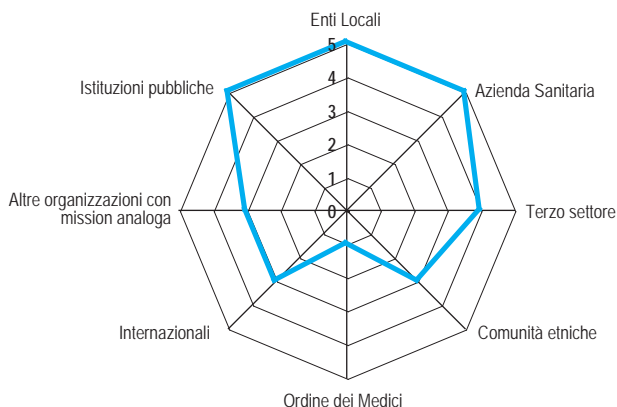 Enti Locali
5
Istituzioni pubbliche
4
Azienda Sanitaria
3
2
1
Altre organizzazioni con
mission analoga
0
Terzo settore
Internazionali
Comunità etniche
Ordine dei Medici